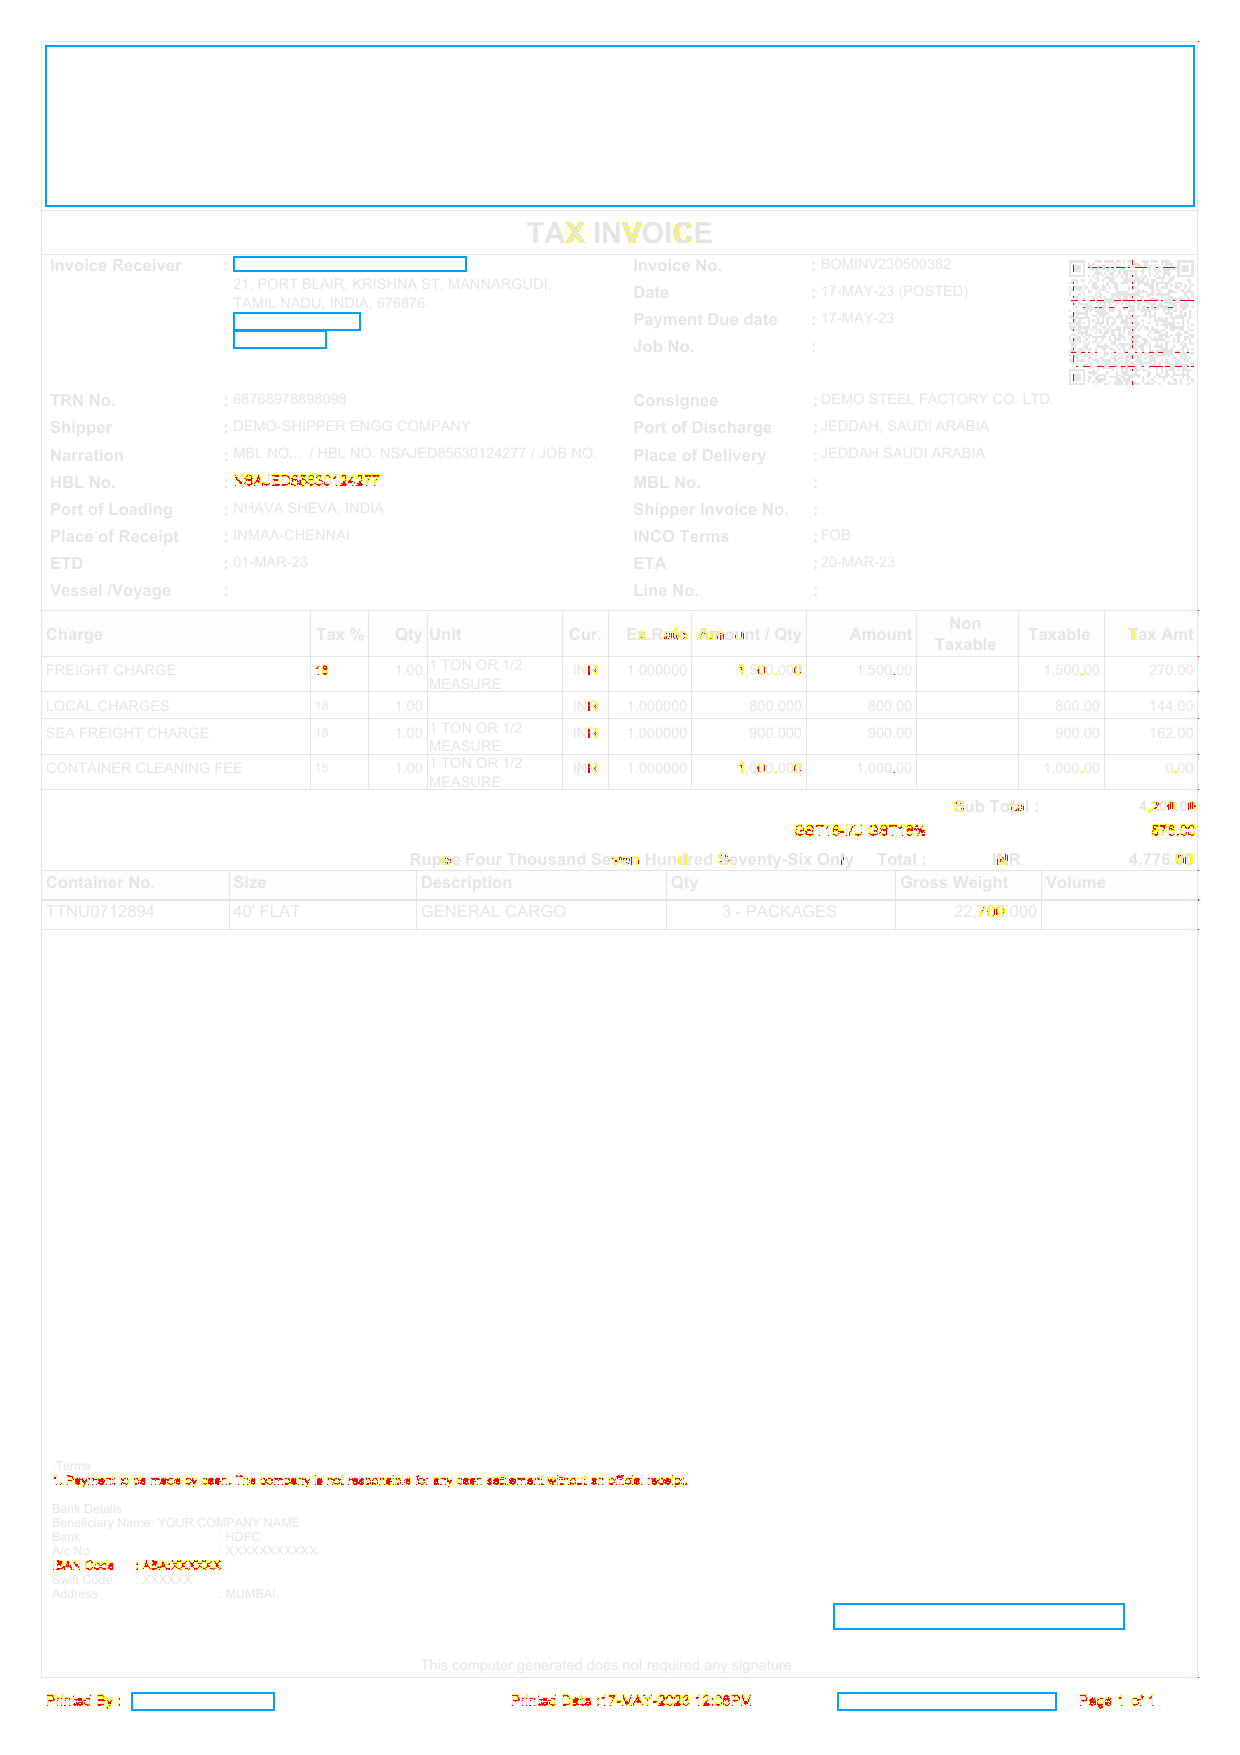 TAX INVOICE
Invoice Receiver :
21, PORT BLAIR, KRISHNA ST, MANNARGUDI,
TAMIL NADU, INDIA, 676876
Invoice No. : BOMINV230500382
Date : 17-MAY-23 (POSTED)
Payment Due date : 17-MAY-23
Job No. :
TRN No. : 68768978898098 Consignee : DEMO STEEL FACTORY CO. LTD.
Shipper : DEMO-SHIPPER ENGG COMPANY Port of Discharge : JEDDAH, SAUDI ARABIA
Narration : MBL NO... / HBL NO. NSAJED85630124277 / JOB NO. Place of Delivery : JEDDAH SAUDI ARABIA
HBL No. : NSAJED85630124277 MBL No. :
Port of Loading : NHAVA SHEVA, INDIA Shipper Invoice No. :
Place of Receipt : INMAA-CHENNAI INCO Terms : FOB
ETD : 01-MAR-23 ETA : 20-MAR-23
Vessel /Voyage : Line No. :
Charge Tax % Qty Unit Cur. Ex.Rate Amount / Qty Amount Non Taxable Taxable Tax Amt
FREIGHT CHARGE 18 1.00 1 TON OR 1/2 MEASURE INR 1.000000 1,500.000 1,500.00 1,500.00 270.00
LOCAL CHARGES 18 1.00 INR 1.000000 800.000 800.00 800.00 144.00
SEA FREIGHT CHARGE 18 1.00 1 TON OR 1/2 MEASURE INR 1.000000 900.000 900.00 900.00 162.00
CONTAINER CLEANING FEE 15 1.00 1 TON OR 1/2 MEASURE INR 1.000000 1,000.000 1,000.00 1,000.00 0.00
Sub Total : 4,200.00
GST18-I/U GST18% 576.00
Rupee Four Thousand Seven Hundred Seventy-Six Only Total : INR 4,776.00
Container No. Size Description Qty Gross Weight Volume
TTNU0712894 40' FLAT GENERAL CARGO 3 - PACKAGES 22,700.000
.Terms
1. Payment to be made by cash. The company is not responsible for any cash settlement without an official receipt.
Bank Details
Beneficiary Name: YOUR COMPANY NAME
Bank : HDFC
A/c No : XXXXXXXXXXX
IBAN Code : ABA:XXXXXX
Swift Code : XXXXXX
Address : MUMBAI.
This computer generated does not required any signature
Printed By : Printed Date :17-MAY-2023 12:08PM Page 1 of 1